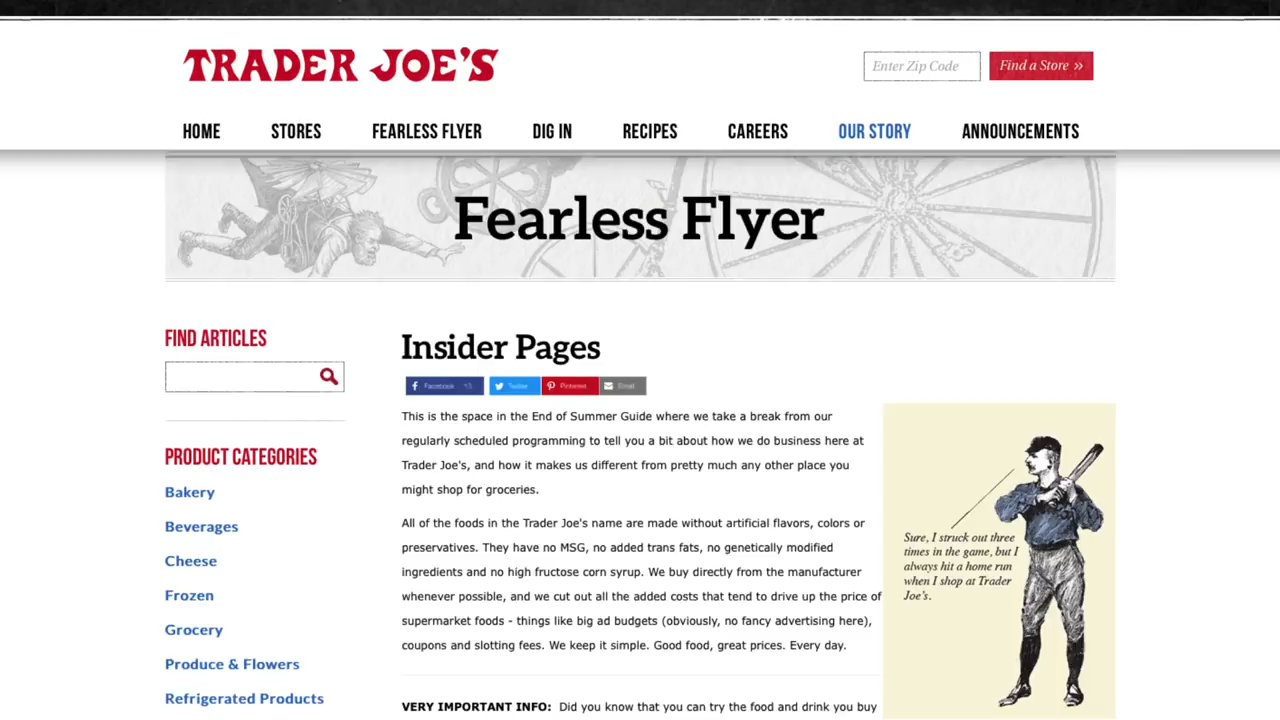 TRADER JOE'S
Enter Zip Code
Find a Store »
HOME STORES FEARLESS FLYER DIG IN RECIPES CAREERS OUR STORY ANNOUNCEMENTS
Fearless Flyer
FIND ARTICLES
PRODUCT CATEGORIES
Bakery
Beverages
Cheese
Frozen
Grocery
Produce & Flowers
Refrigerated Products
Insider Pages
Facebook Twitter Pinterest Email
This is the space in the End of Summer Guide where we take a break from our
regularly scheduled programming to tell you a bit about how we do business here at
Trader Joe's, and how it makes us different from pretty much any other place you
might shop for groceries.
All of the foods in the Trader Joe's name are made without artificial flavors, colors or
preservatives. They have no MSG, no added trans fats, no genetically modified
ingredients and no high fructose corn syrup. We buy directly from the manufacturer
whenever possible, and we cut out all the added costs that tend to drive up the price of
supermarket foods - things like big ad budgets (obviously, no fancy advertising here),
coupons and slotting fees. We keep it simple. Good food, great prices. Every day.
VERY IMPORTANT INFO: Did you know that you can try the food and drink you buy
Sure, I struck out three
times in the game, but I
always hit a home run
when I shop at Trader
Joe's.